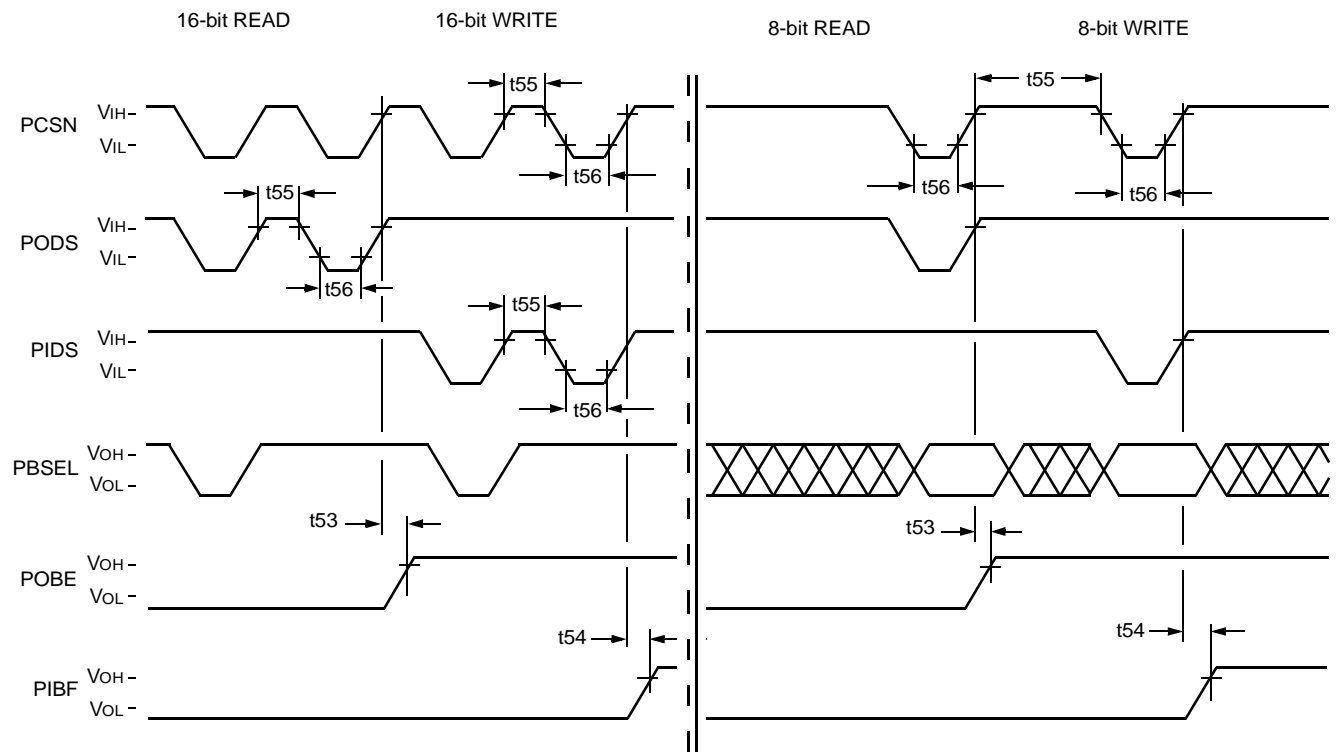 16-bit READ 16-bit WRITE 8-bit READ 8-bit WRITE
t55 t55
PCSN VIH– VIL–
t56 t56 t56
t55
PODS VIH– VIL–
t56
t55
PIDS VIH– VIL–
t56
PBSEL VOH– VOL–
t53 t53
POBE VOH– VOL–
t54 t54
PIBF VOH– VOL–